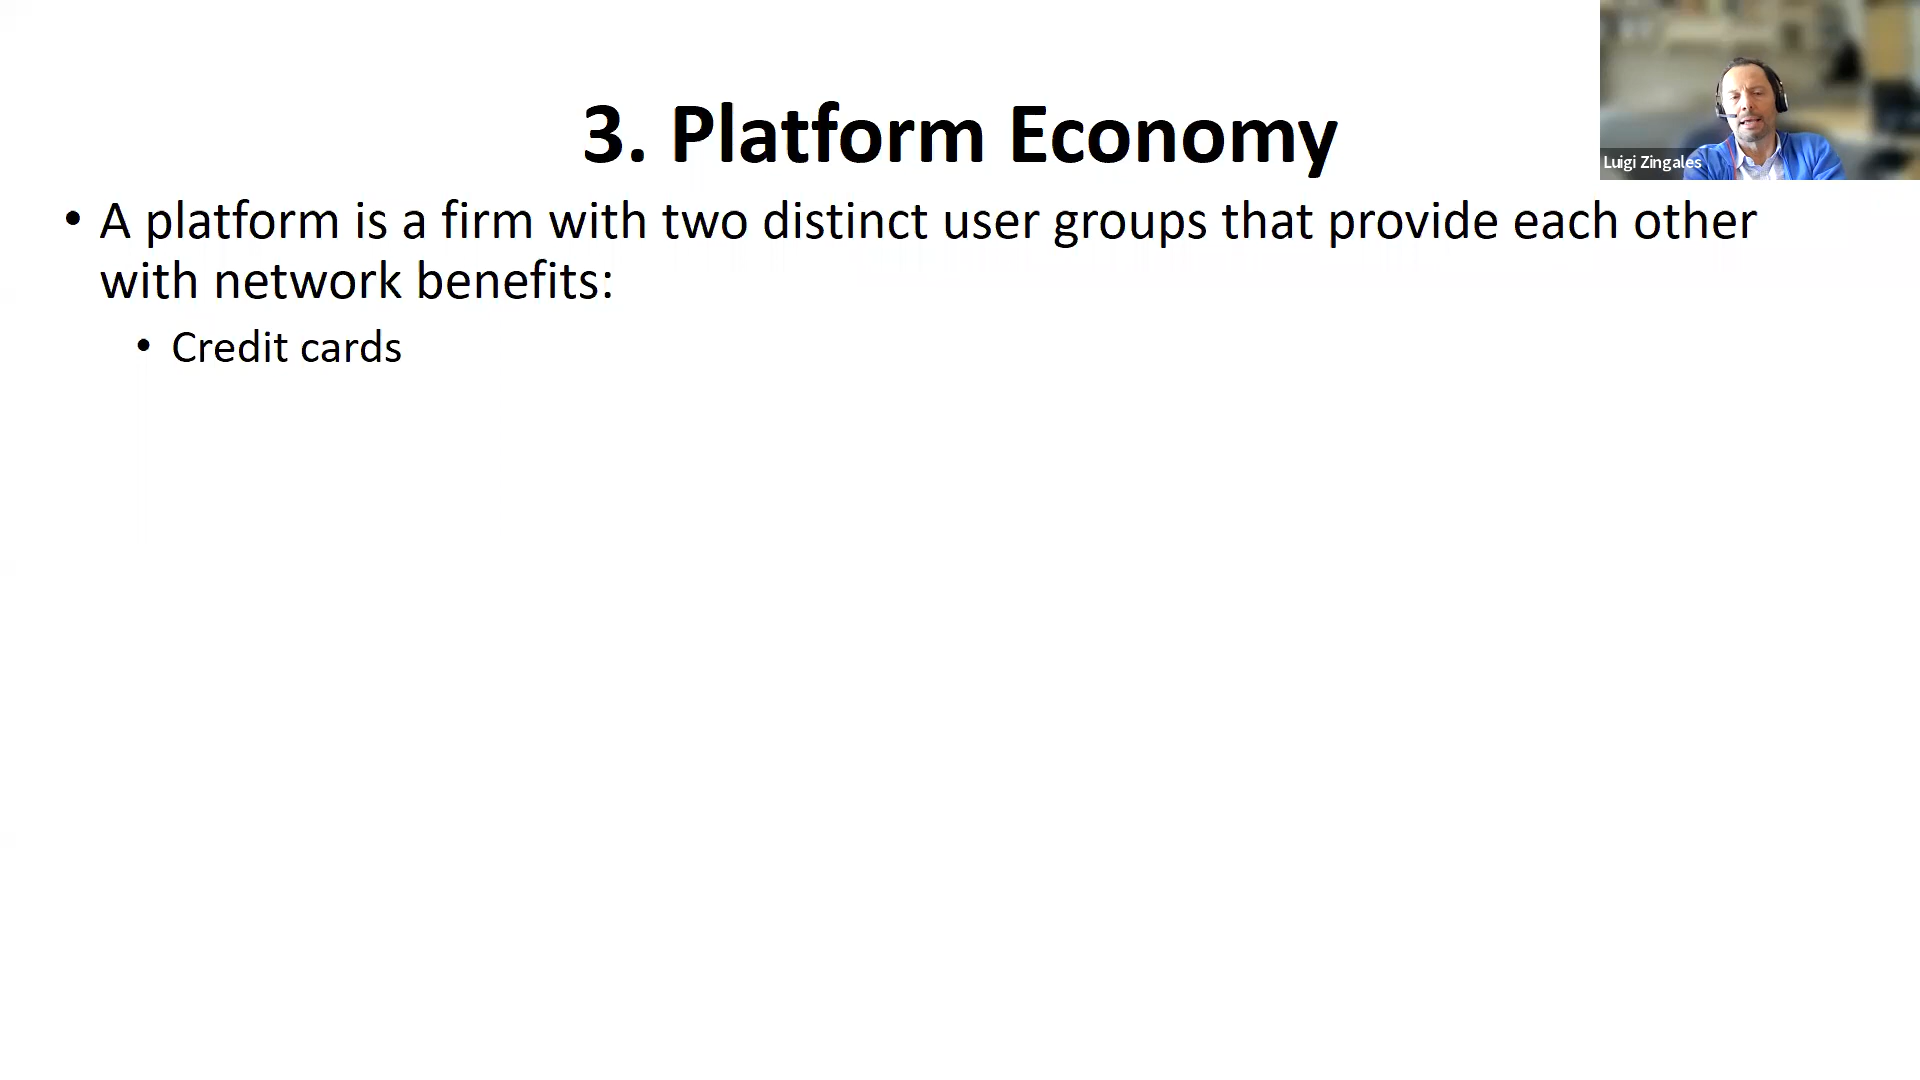 3. Platform Economy
Luigi Zingales
• A platform is a firm with two distinct user groups that provide each other
with network benefits:
• Credit cards